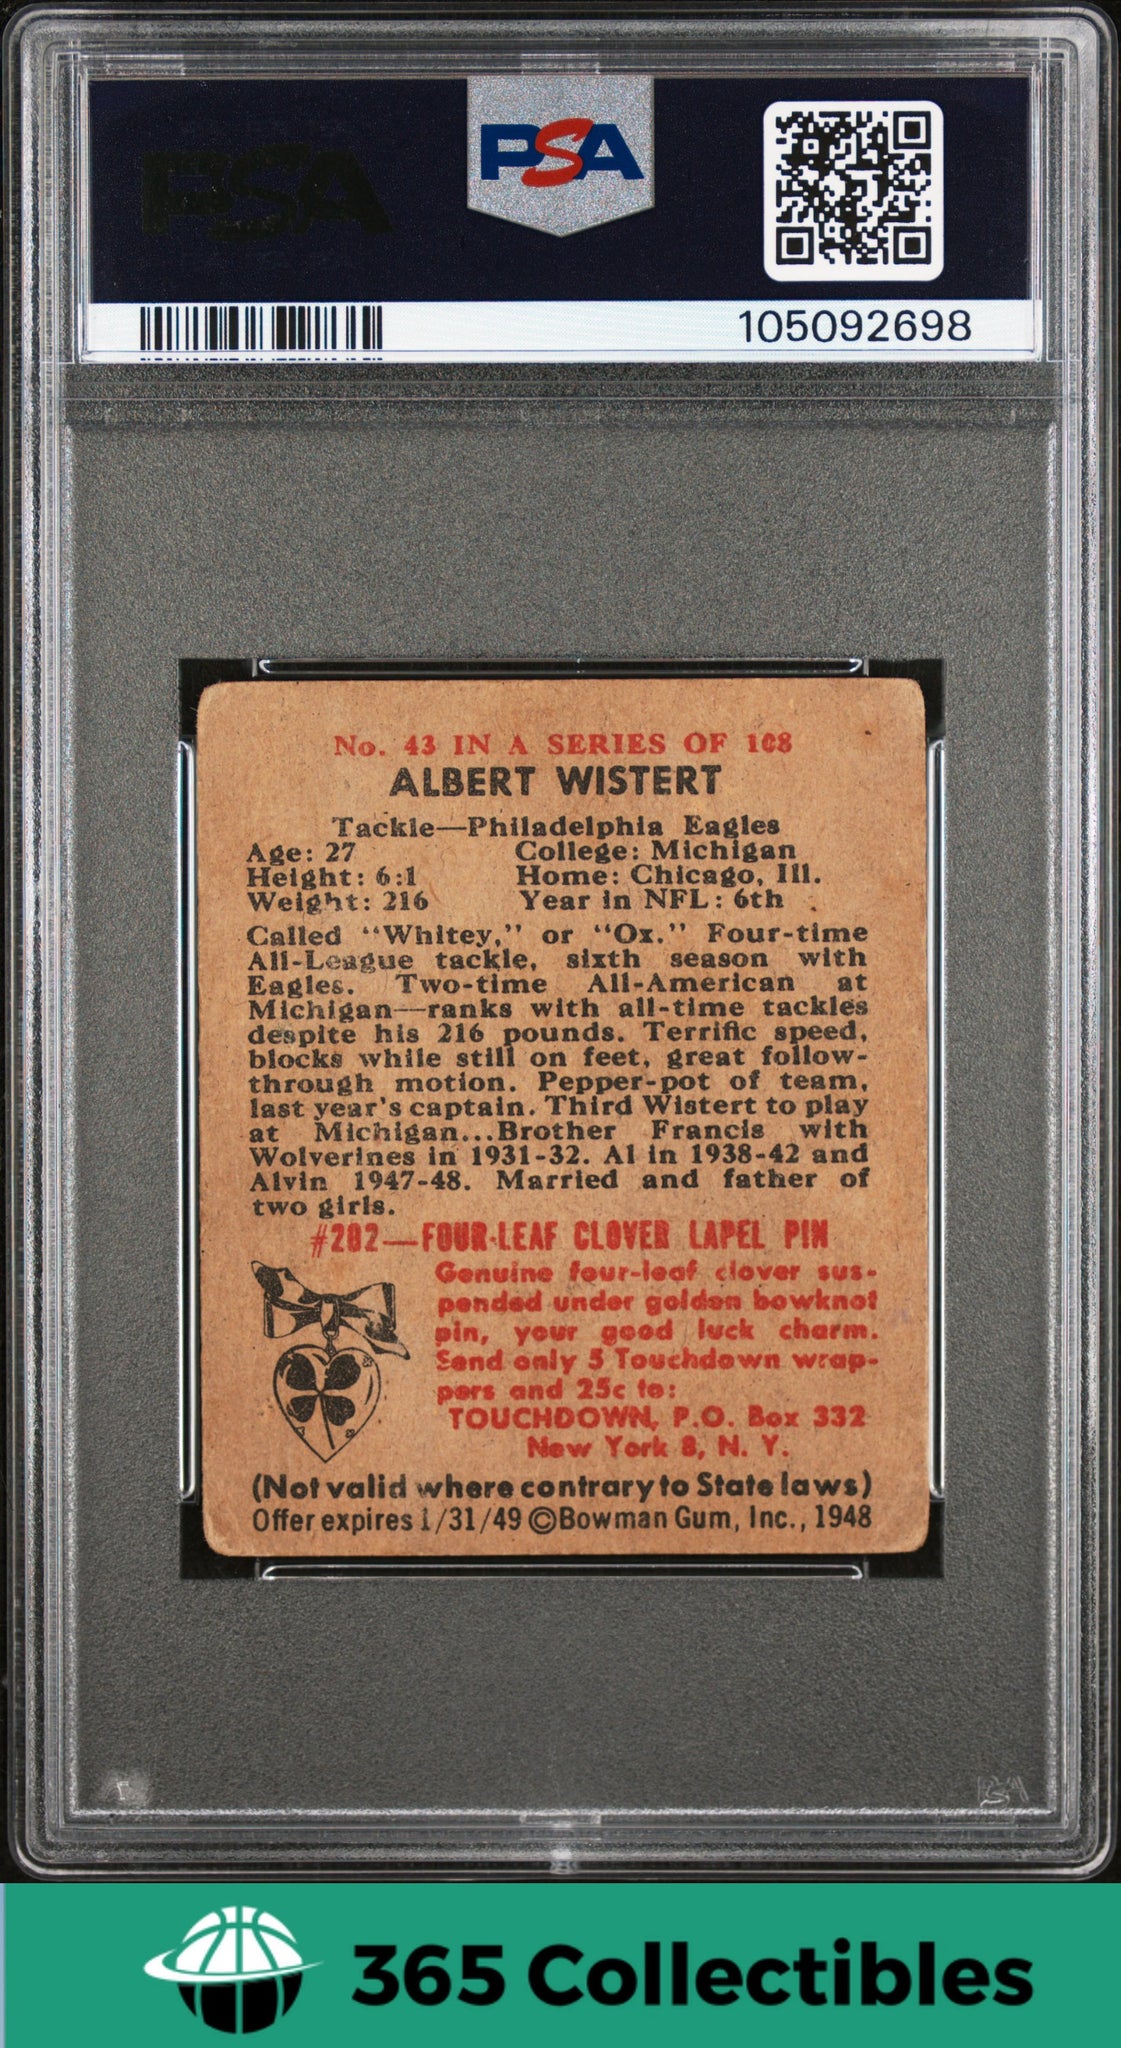 PSA
PSA
105092698
No. 43 IN A SERIES OF 108
ALBERT WISTERT
Tackle—Philadelphia Eagles
Age: 27 College: Michigan
Height: 6:1 Home: Chicago, Ill.
Weight: 216 Year in NFL: 6th
Called "Whitey," or "Ox." Four-time
All-League tackle, sixth season with
Eagles. Two-time All-American at
Michigan—ranks with all-time tackles
despite his 216 pounds. Terrific speed,
blocks while still on feet, great follow-
through motion. Pepper-pot of team,
last year's captain. Third Wistert to play
at Michigan...Brother Francis with
Wolverines in 1931-32. Al in 1938-42 and
Alvin 1947-48. Married and father of
two girls.
#202—FOUR-LEAF CLOVER LAPEL PIN
Genuine four-leaf clover sus-
pended under golden bowknot
pin, your good luck charm.
Send only 5 Touchdown wrap-
pers and 25c to:
TOUCHDOWN, P.O. Box 332
New York 8, N. Y.
(Not valid where contrary to State laws)
Offer expires 1/31/49 ©Bowman Gum, Inc., 1948
PSA
365 Collectibles